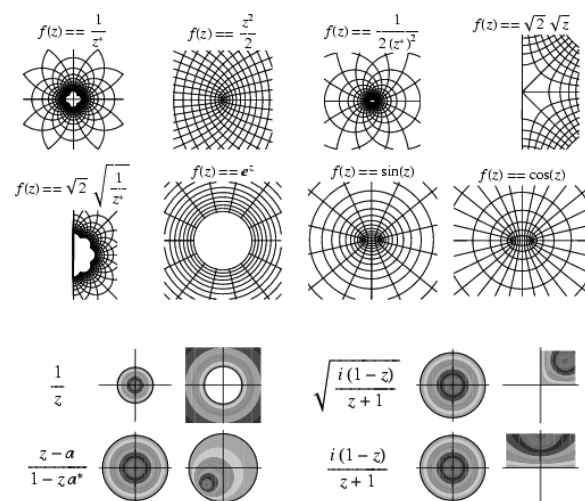 f(z) == 1/z*
f(z) == z²/2
f(z) == -1/(2 (z*)²)
f(z) == √2 √z
f(z) == √2 √(1/z*)
f(z) == e^z
f(z) == sin(z)
f(z) == cos(z)
1/z
√(i (1 - z)/(z + 1))
(z - a)/(1 - z a*)
i (1 - z)/(z + 1)